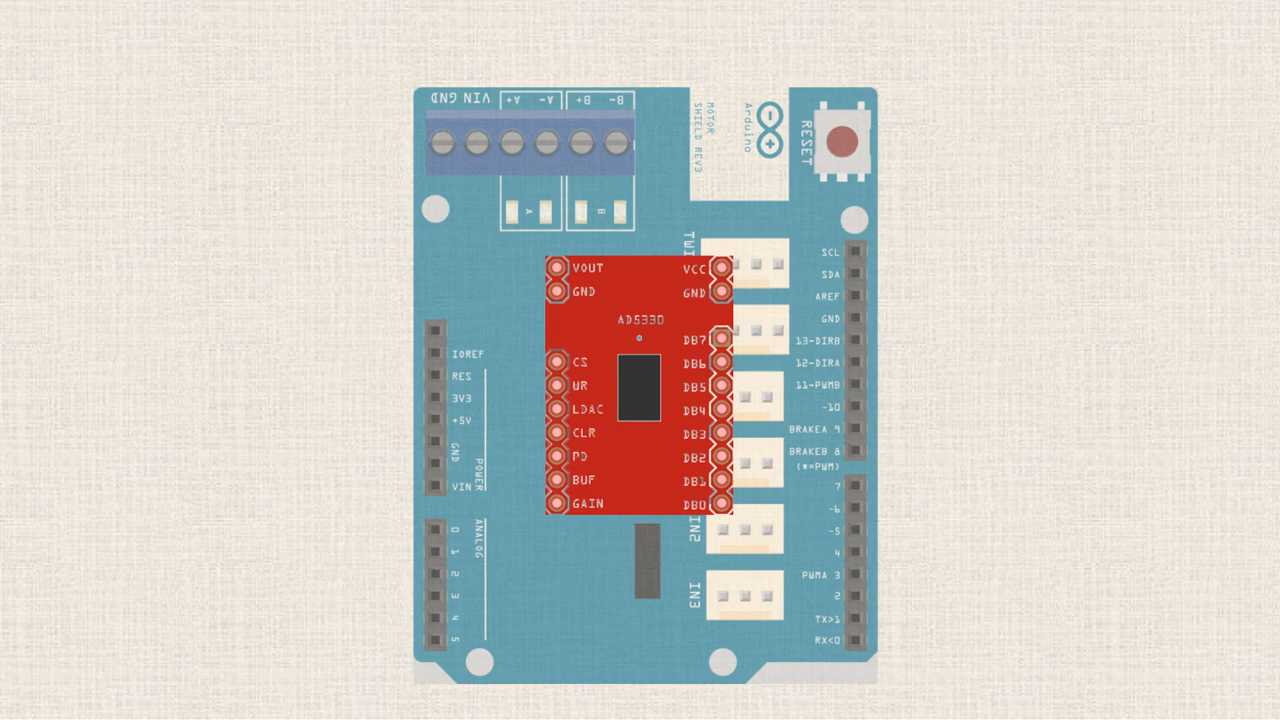 GND VIN A+ A- B+ B-
MOTOR
SHIELD REV3
Arduino
RESET
A
B
TWI
SCL
SDA
AREF
GND
13-DIRB
12-DIRA
11-PWMB
-10
BRAKEA 9
BRAKEB 8
(*=PWM)
7
-6
-5
4
PWMA 3
2
TX>1
RX<0
VOUT
GND
CS
WR
LDAC
CLR
PD
BUF
GAIN
AD5330
VCC
GND
DB7
DB6
DB5
DB4
DB3
DB2
DB1
DB0
IOREF
RES
3V3
+5V
GND
VIN
POWER
ANALOG
0
1
2
3
4
5
IN2
IN3